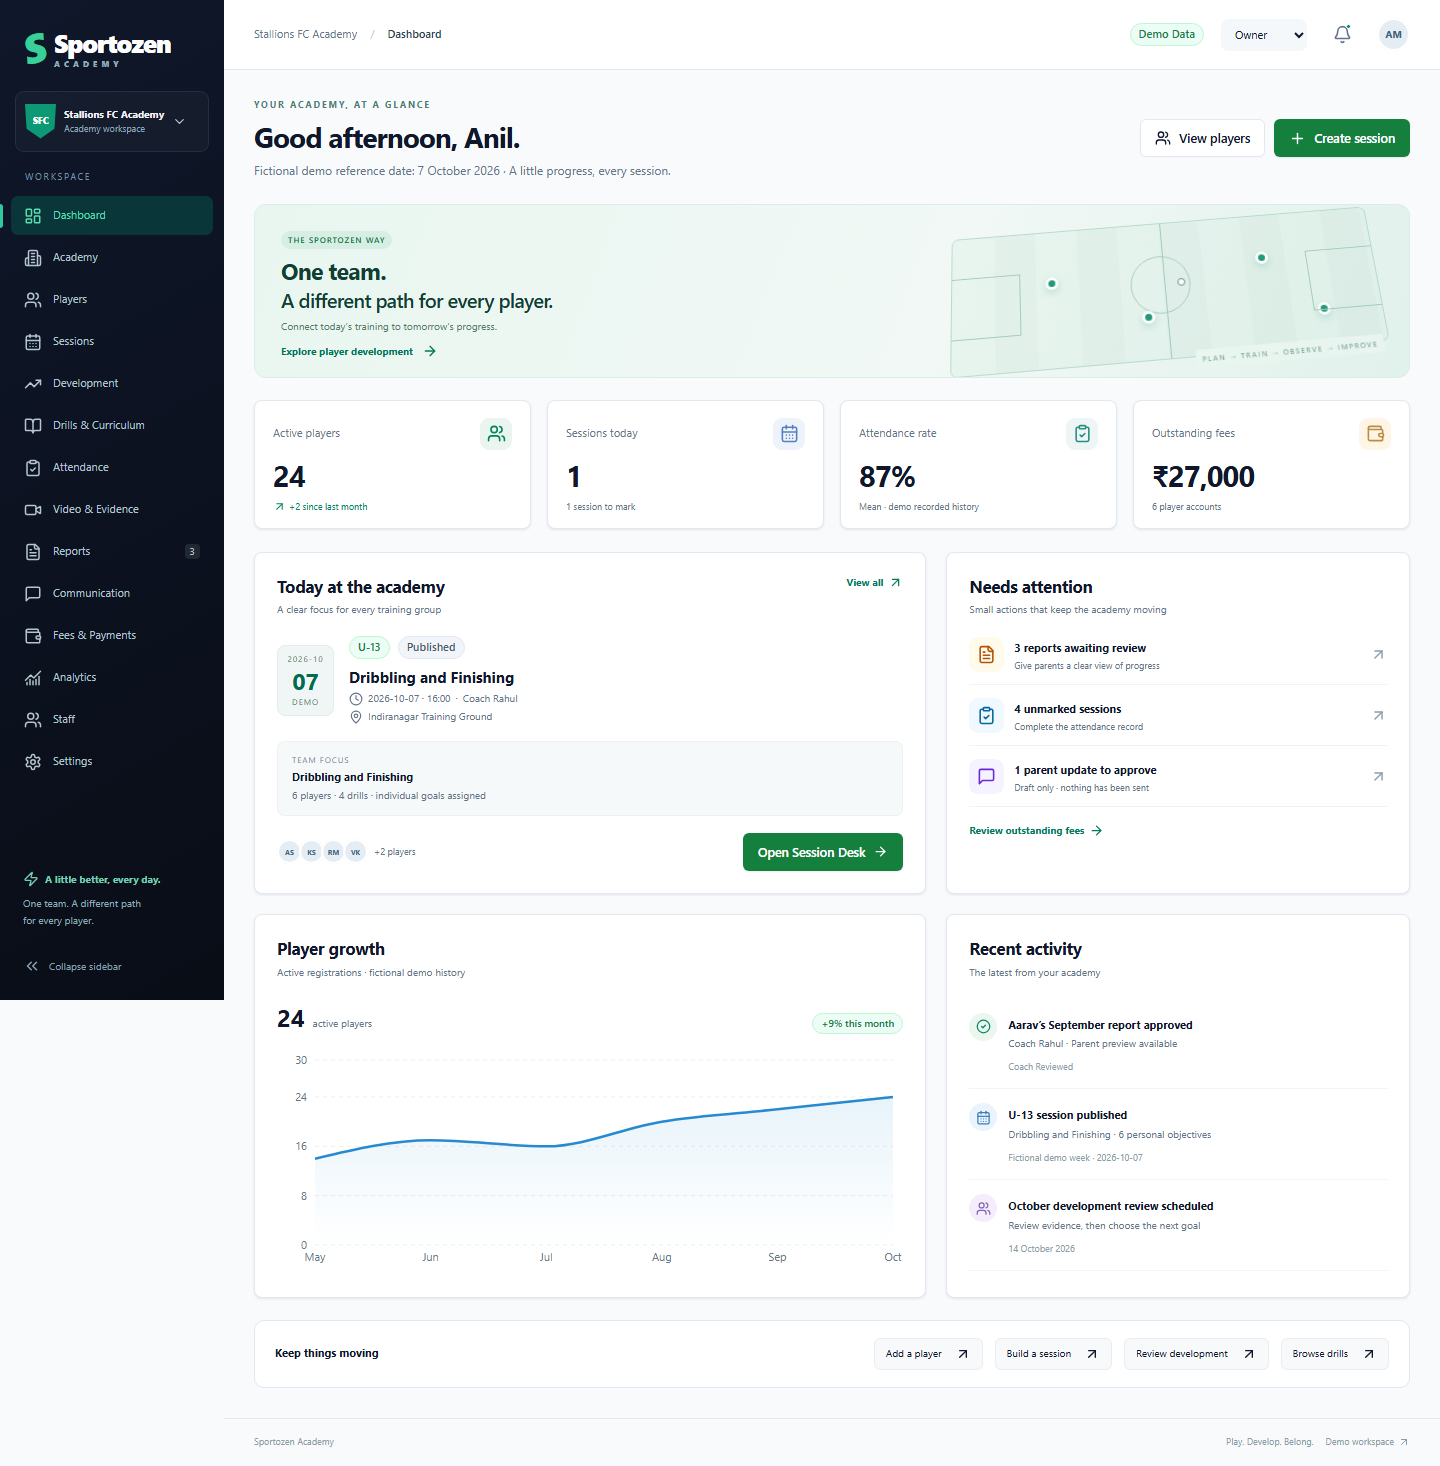 Sportozen
ACADEMY
SFC
Stallions FC Academy
Academy workspace
WORKSPACE
Dashboard
Academy
Players
Sessions
Development
Drills & Curriculum
Attendance
Video & Evidence
Reports 3
Communication
Fees & Payments
Analytics
Staff
Settings
A little better, every day.
One team. A different path
for every player.
Collapse sidebar
Stallions FC Academy / Dashboard
Demo Data
Owner
AM
YOUR ACADEMY, AT A GLANCE
Good afternoon, Anil.
Fictional demo reference date: 7 October 2026 · A little progress, every session.
View players
Create session
THE SPORTOZEN WAY
One team.
A different path for every player.
Connect today's training to tomorrow's progress.
Explore player development →
PLAN → TRAIN → OBSERVE → IMPROVE
Active players
24
+2 since last month
Sessions today
1
1 session to mark
Attendance rate
87%
Mean · demo recorded history
Outstanding fees
₹27,000
6 player accounts
Today at the academy
A clear focus for every training group
View all
2026-10
07
DEMO
U-13
Published
Dribbling and Finishing
2026-10-07 · 16:00 · Coach Rahul
Indiranagar Training Ground
TEAM FOCUS
Dribbling and Finishing
6 players · 4 drills · individual goals assigned
AS KS RM VK +2 players
Open Session Desk →
Needs attention
Small actions that keep the academy moving
3 reports awaiting review
Give parents a clear view of progress
4 unmarked sessions
Complete the attendance record
1 parent update to approve
Draft only · nothing has been sent
Review outstanding fees →
Player growth
Active registrations · fictional demo history
24 active players
+9% this month
30
24
16
8
0
May Jun Jul Aug Sep Oct
Recent activity
The latest from your academy
Aarav's September report approved
Coach Rahul · Parent preview available
Coach Reviewed
U-13 session published
Dribbling and Finishing · 6 personal objectives
Fictional demo week · 2026-10-07
October development review scheduled
Review evidence, then choose the next goal
14 October 2026
Keep things moving
Add a player
Build a session
Review development
Browse drills
Sportozen Academy
Play. Develop. Belong.
Demo workspace